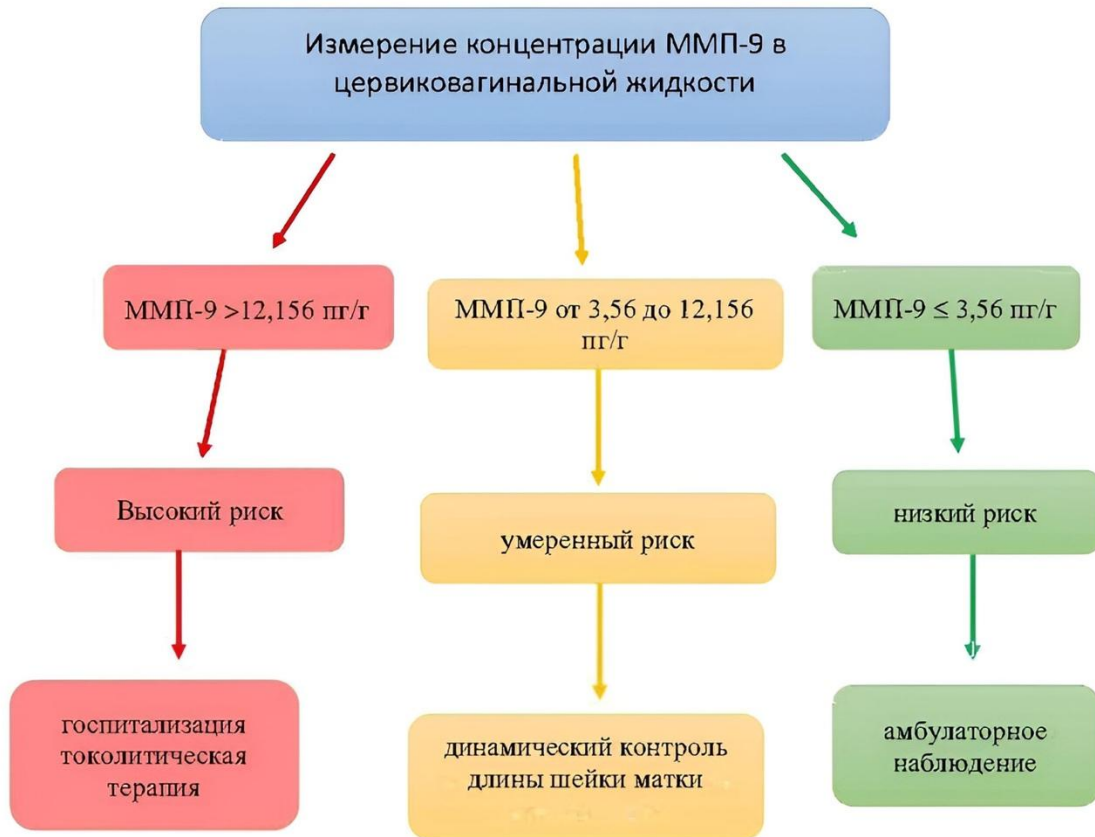 Измерение концентрации ММП-9 в
цервиковагинальной жидкости
ММП-9 >12,156 пг/г
ММП-9 от 3,56 до 12,156
пг/г
ММП-9 ≤ 3,56 пг/г
Высокий риск
умеренный риск
низкий риск
госпитализация
токолитическая
терапия
динамический контроль
длины шейки матки
амбулаторное
наблюдение